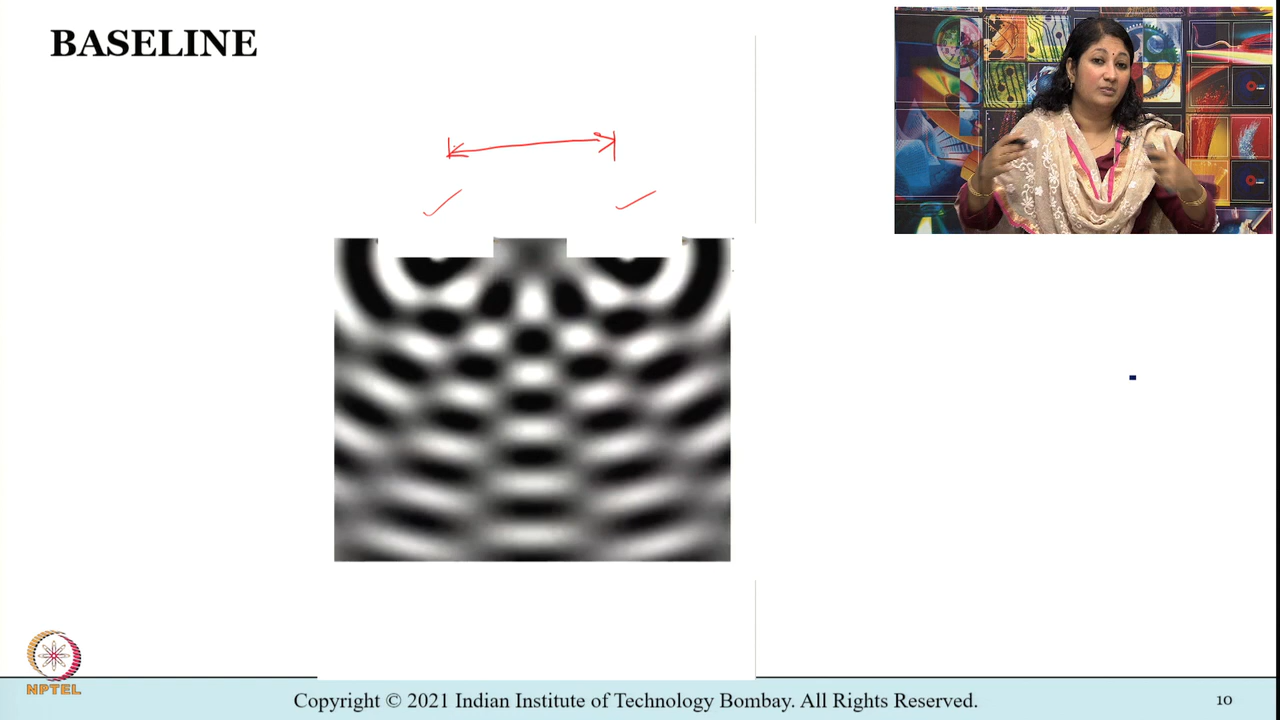 BASELINE
NPTEL
Copyright © 2021 Indian Institute of Technology Bombay. All Rights Reserved.
10